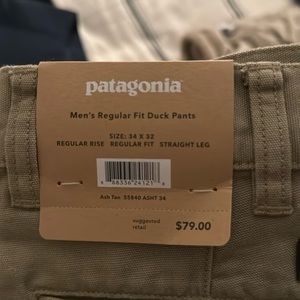 patagonia
Men's Regular Fit Duck Pants
SIZE: 34 X 32
REGULAR RISE REGULAR FIT STRAIGHT LEG
Ash Tan 55840 ASHT 34
suggested
retail $79.00